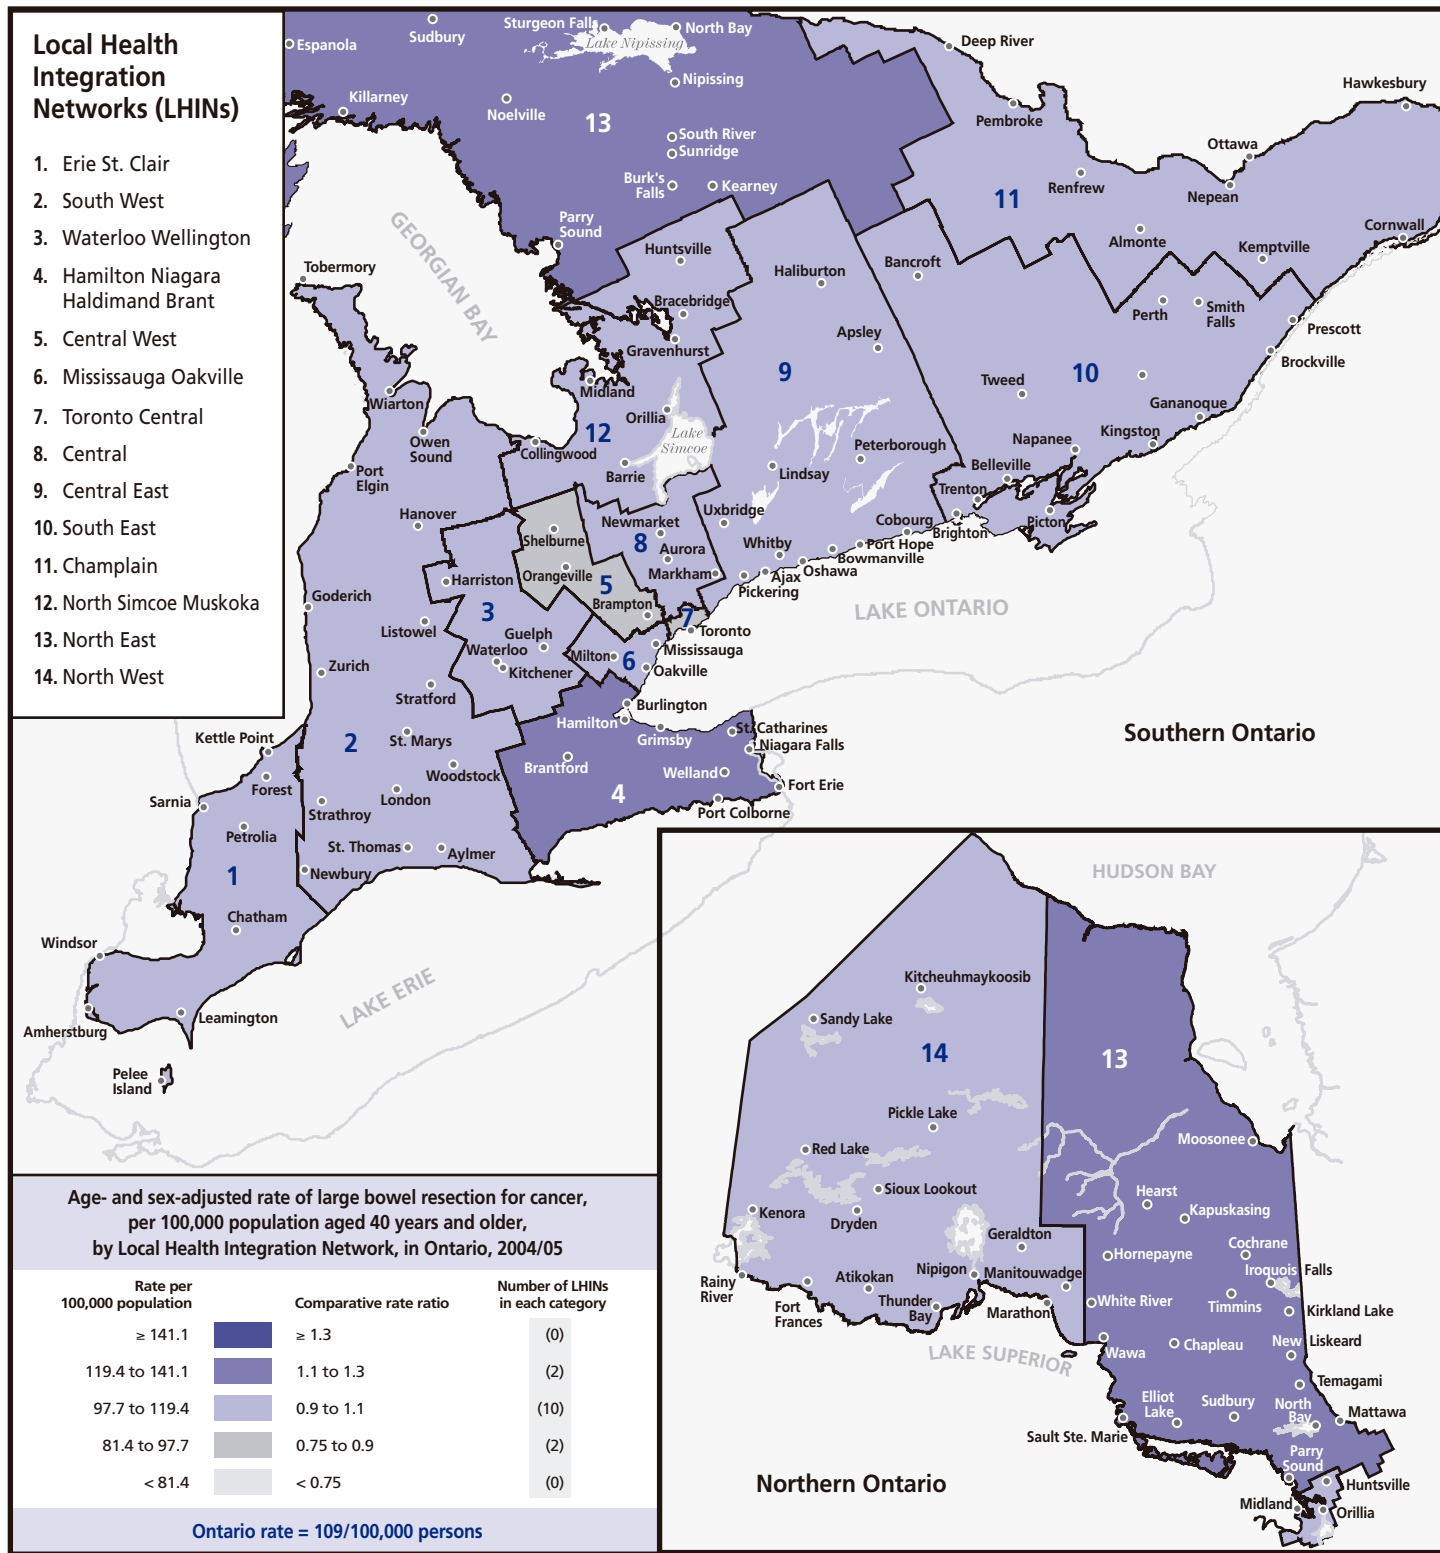 Local Health
Integration
Networks (LHINs)
1. Erie St. Clair
2. South West
3. Waterloo Wellington
4. Hamilton Niagara
Haldimand Brant
5. Central West
6. Mississauga Oakville
7. Toronto Central
8. Central
9. Central East
10. South East
11. Champlain
12. North Simcoe Muskoka
13. North East
14. North West
Sturgeon Falls
North Bay
Sudbury
Espanola
Lake Nipissing
Deep River
Nipissing
Hawkesbury
Killarney
Noelville
13
Pembroke
South River
Sunridge
Ottawa
Burk's
Falls
Kearney
Renfrew
Nepean
11
Parry
Sound
GEORGIAN BAY
Cornwall
Almonte
Kemptville
Huntsville
Tobermory
Haliburton
Bancroft
Bracebridge
Perth
Smith
Falls
Prescott
Apsley
Gravenhurst
Brockville
9
10
Midland
Tweed
Wiarton
Orillia
Gananoque
12
Lake
Simcoe
Owen
Sound
Collingwood
Kingston
Napanee
Peterborough
Belleville
Port
Elgin
Barrie
Lindsay
Trenton
Hanover
Newmarket
Uxbridge
Cobourg
Picton
Brighton
Shelburne
8
Aurora
Whitby
Port Hope
Bowmanville
Markham
Orangeville
Ajax
Oshawa
Pickering
Harriston
5
Goderich
Brampton
LAKE ONTARIO
3
7
Listowel
Guelph
Toronto
Waterloo
Mississauga
Milton
6
Zurich
Kitchener
Oakville
Stratford
Burlington
Hamilton
St. Catharines
Grimsby
Niagara Falls
Southern Ontario
Kettle Point
2
St. Marys
Brantford
Welland
Woodstock
Forest
Fort Erie
4
London
Sarnia
Strathroy
Port Colborne
Petrolia
St. Thomas
Aylmer
1
Newbury
Chatham
Windsor
LAKE ERIE
Amherstburg
Leamington
Pelee
Island
HUDSON BAY
Kitcheuhmaykoosib
Sandy Lake
14
13
Pickle Lake
Red Lake
Moosonee
Sioux Lookout
Hearst
Kenora
Dryden
Kapuskasing
Geraldton
Cochrane
Hornepayne
Iroquois Falls
Nipigon
Manitouwadge
Rainy
River
Atikokan
Fort
Frances
Thunder
Bay
White River
Timmins
Kirkland Lake
Marathon
New Liskeard
Chapleau
Wawa
LAKE SUPERIOR
Temagami
Elliot
Lake
Sudbury
North
Bay
Mattawa
Sault Ste. Marie
Parry
Sound
Northern Ontario
Huntsville
Midland
Orillia
Age- and sex-adjusted rate of large bowel resection for cancer,
per 100,000 population aged 40 years and older,
by Local Health Integration Network, in Ontario, 2004/05
Rate per
100,000 population
Comparative rate ratio
Number of LHINs
in each category
≥ 141.1 ≥ 1.3 (0)
119.4 to 141.1 1.1 to 1.3 (2)
97.7 to 119.4 0.9 to 1.1 (10)
81.4 to 97.7 0.75 to 0.9 (2)
< 81.4 < 0.75 (0)
Ontario rate = 109/100,000 persons